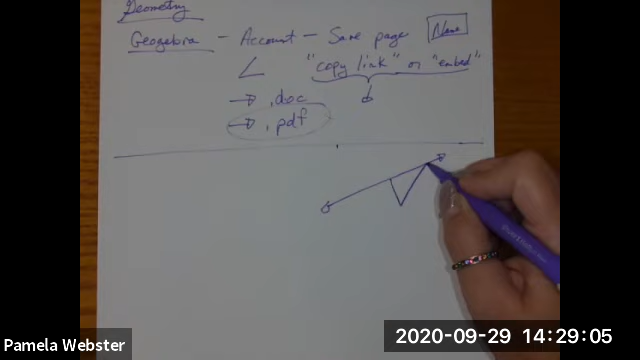 Geometry
Geogebra - Account - Save page Name
"copy link" or "embed"
→ .doc
→ .pdf
Pamela Webster
2020-09-29 14:29:05